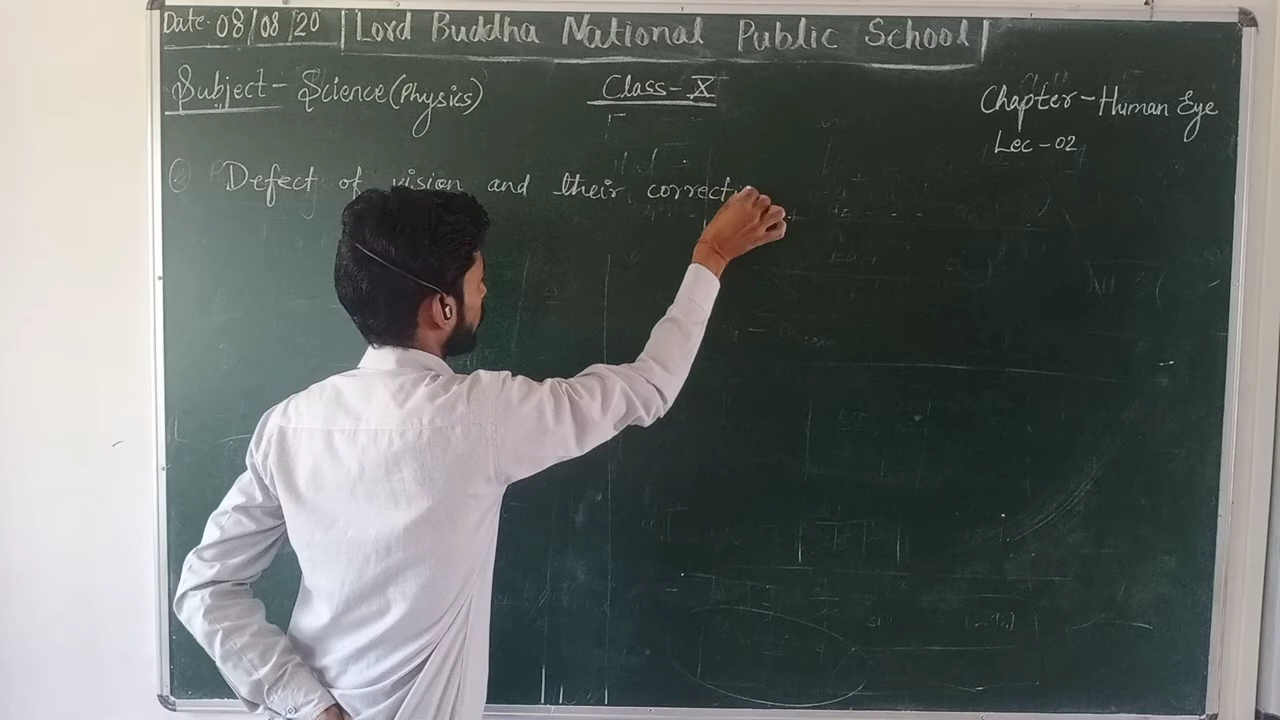 Date- 08/08/20 | Lord Buddha National Public School |
Subject- Science (Physics) Class- X Chapter- Human Eye
Lec-02
Defect of vision and their correct